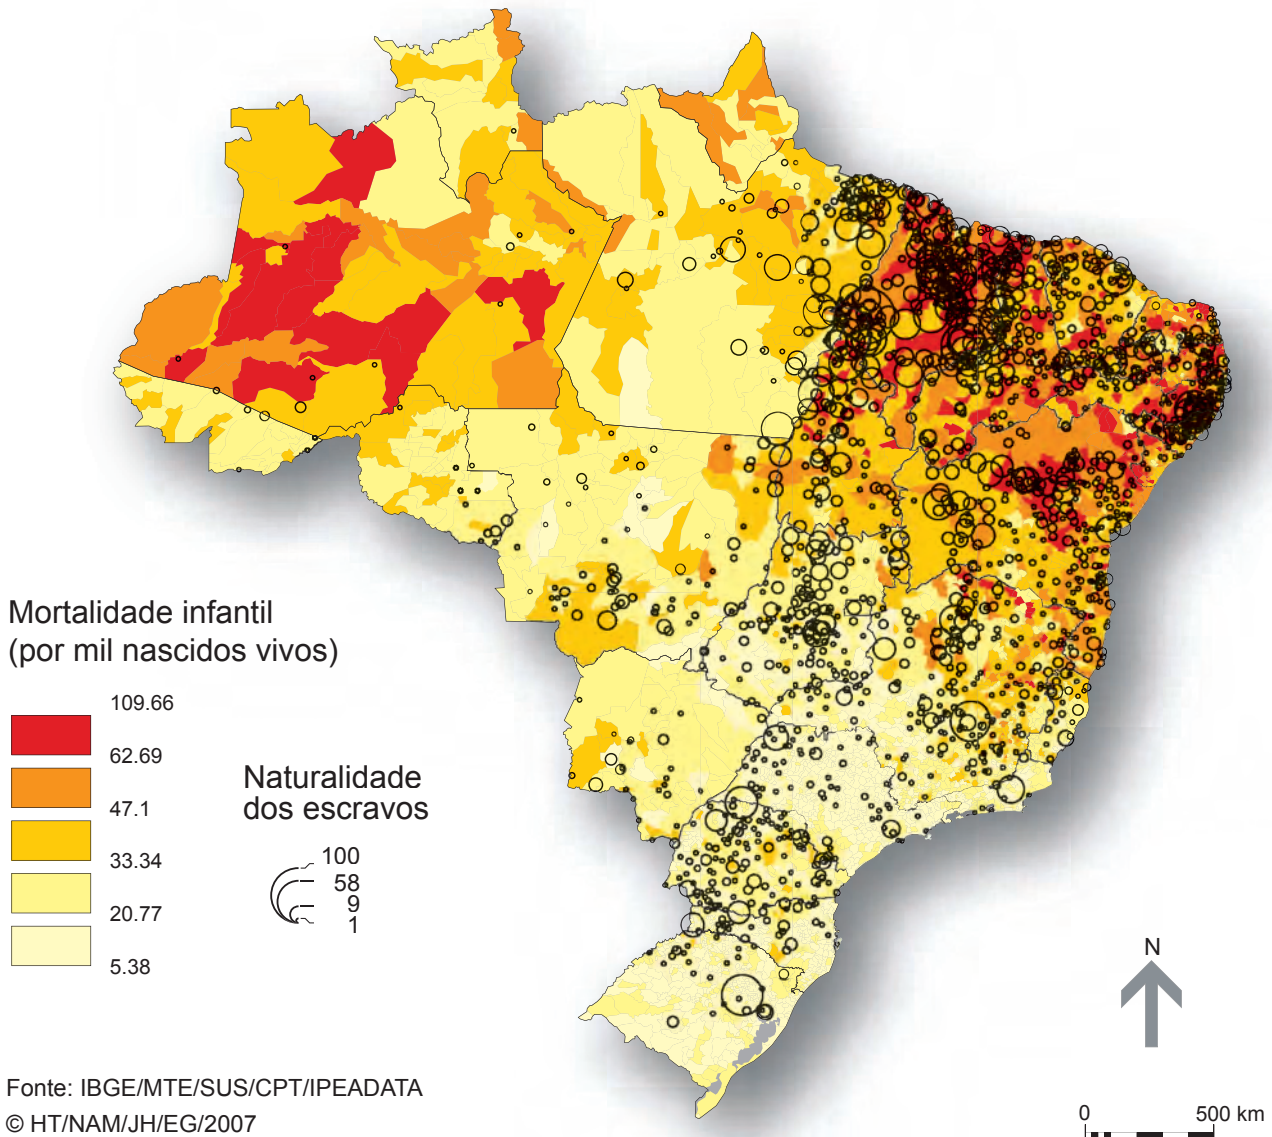 Mortalidade infantil
(por mil nascidos vivos)
109.66
62.69
47.1
33.34
20.77
5.38
Naturalidade
dos escravos
100
58
9
1
N
Fonte: IBGE/MTE/SUS/CPT/IPEADATA
© HT/NAM/JH/EG/2007
0 500 km